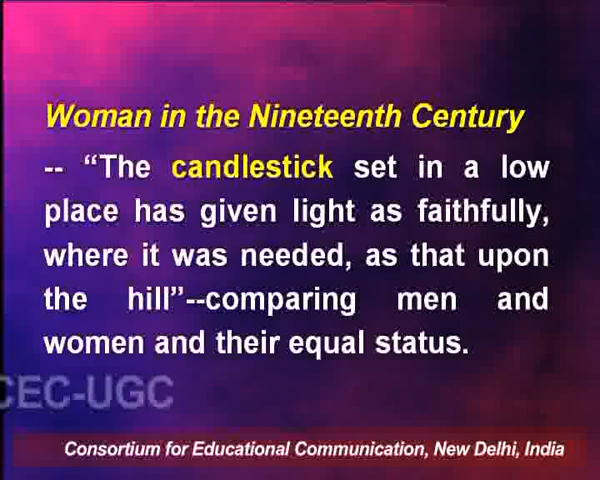 Woman in the Nineteenth Century
-- “The candlestick set in a low
place has given light as faithfully,
where it was needed, as that upon
the hill”--comparing men and
women and their equal status.
CEC-UGC
Consortium for Educational Communication, New Delhi, India